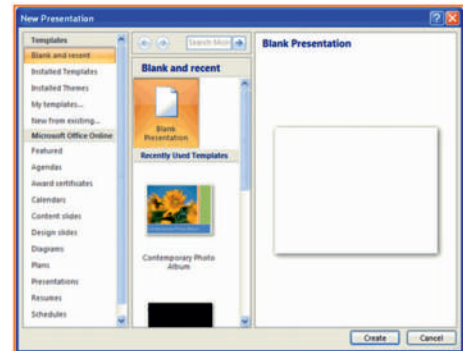 New Presentation
Templates
Blank and recent
Installed Templates
Installed Themes
My templates...
New from existing...
Microsoft Office Online
Featured
Agendas
Award certificates
Calendars
Content slides
Design slides
Diagrams
Plans
Presentations
Resumes
Schedules
Search Micr
Blank and recent
Blank
Presentation
Recently Used Templates
Contemporary Photo
Album
Blank Presentation
Create
Cancel